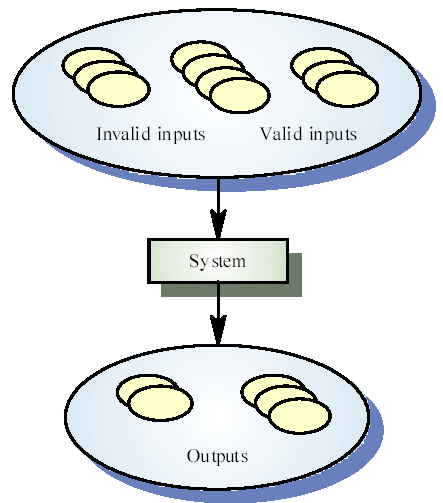 Invalid inputs
Valid inputs
System
Outputs